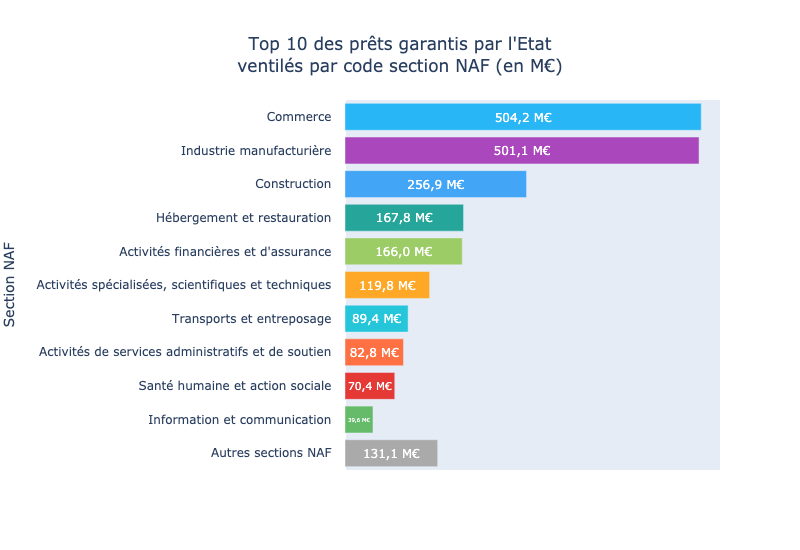 Top 10 des prêts garantis par l'Etat
ventilés par code section NAF (en M€)
Section NAF
Commerce 504,2 M€
Industrie manufacturière 501,1 M€
Construction 256,9 M€
Hébergement et restauration 167,8 M€
Activités financières et d'assurance 166,0 M€
Activités spécialisées, scientifiques et techniques 119,8 M€
Transports et entreposage 89,4 M€
Activités de services administratifs et de soutien 82,8 M€
Santé humaine et action sociale 70,4 M€
Information et communication 39,6 M€
Autres sections NAF 131,1 M€